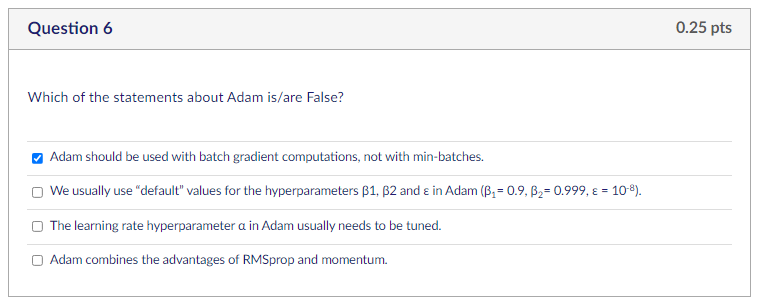 Question 6
0.25 pts
Which of the statements about Adam is/are False?
Adam should be used with batch gradient computations, not with min-batches.
We usually use “default” values for the hyperparameters β1, β2 and ε in Adam (β₁= 0.9, β₂= 0.999, ε = 10⁻⁸).
The learning rate hyperparameter α in Adam usually needs to be tuned.
Adam combines the advantages of RMSprop and momentum.